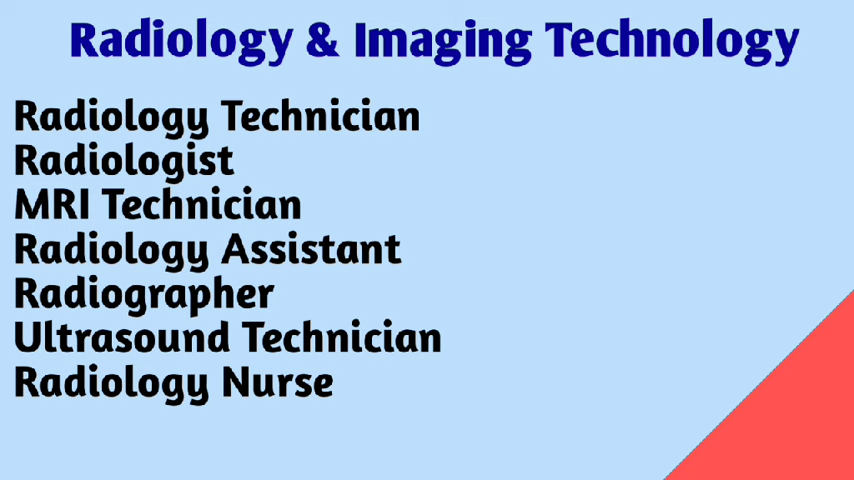 Radiology & Imaging Technology
Radiology Technician
Radiologist
MRI Technician
Radiology Assistant
Radiographer
Ultrasound Technician
Radiology Nurse